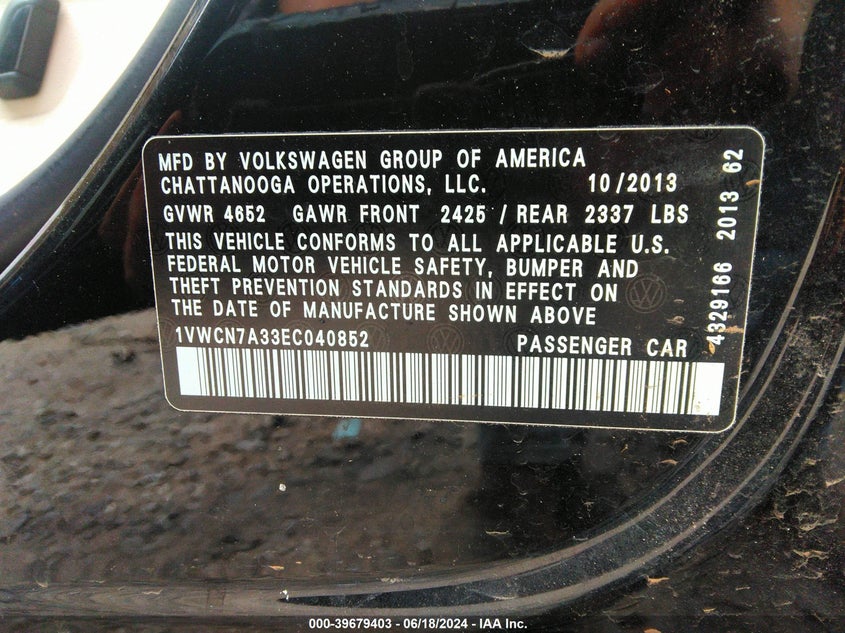 MFD BY VOLKSWAGEN GROUP OF AMERICA
CHATTANOOGA OPERATIONS, LLC. 10/2013
GVWR 4652 GAWR FRONT 2425 / REAR 2337 LBS
THIS VEHICLE CONFORMS TO ALL APPLICABLE U.S.
FEDERAL MOTOR VEHICLE SAFETY, BUMPER AND
THEFT PREVENTION STANDARDS IN EFFECT ON
THE DATE OF MANUFACTURE SHOWN ABOVE
1VWCN7A33EC040852 PASSENGER CAR
4329166 2013 62
000-39679403 - 06/18/2024 - IAA Inc.